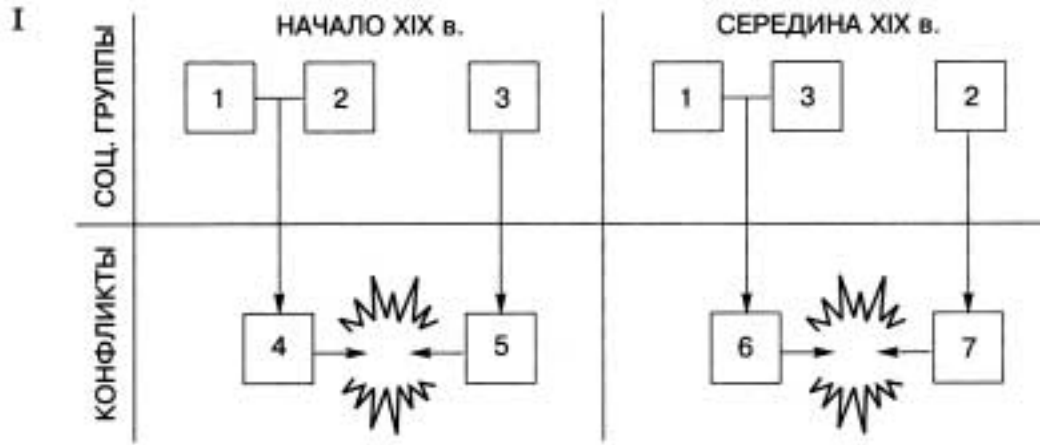 I
НАЧАЛО XIX в.
СЕРЕДИНА XIX в.
СОЦ. ГРУППЫ
1
2
3
1
3
2
КОНФЛИКТЫ
4
5
6
7